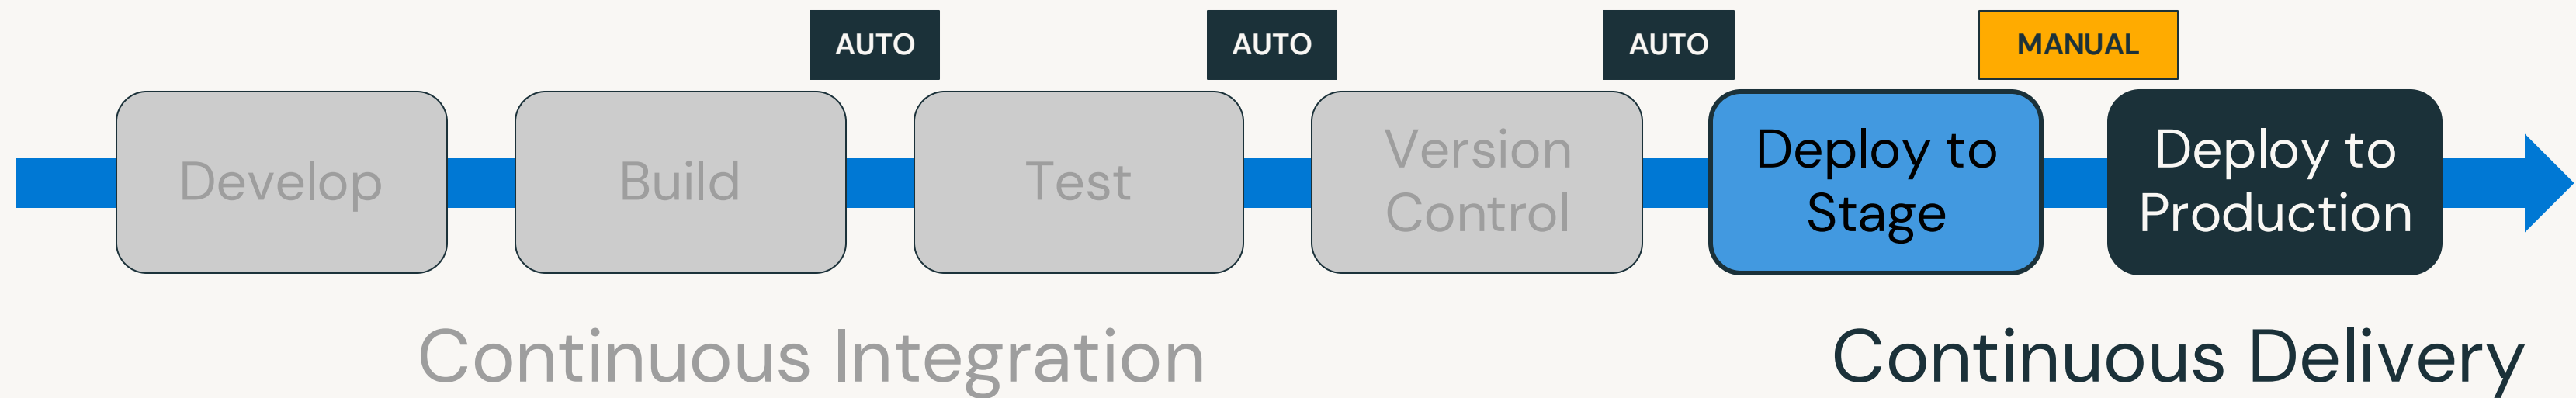 AUTO
AUTO
AUTO
MANUAL
Develop
Build
Test
Version
Control
Deploy to
Stage
Deploy to
Production
Continuous Integration
Continuous Delivery